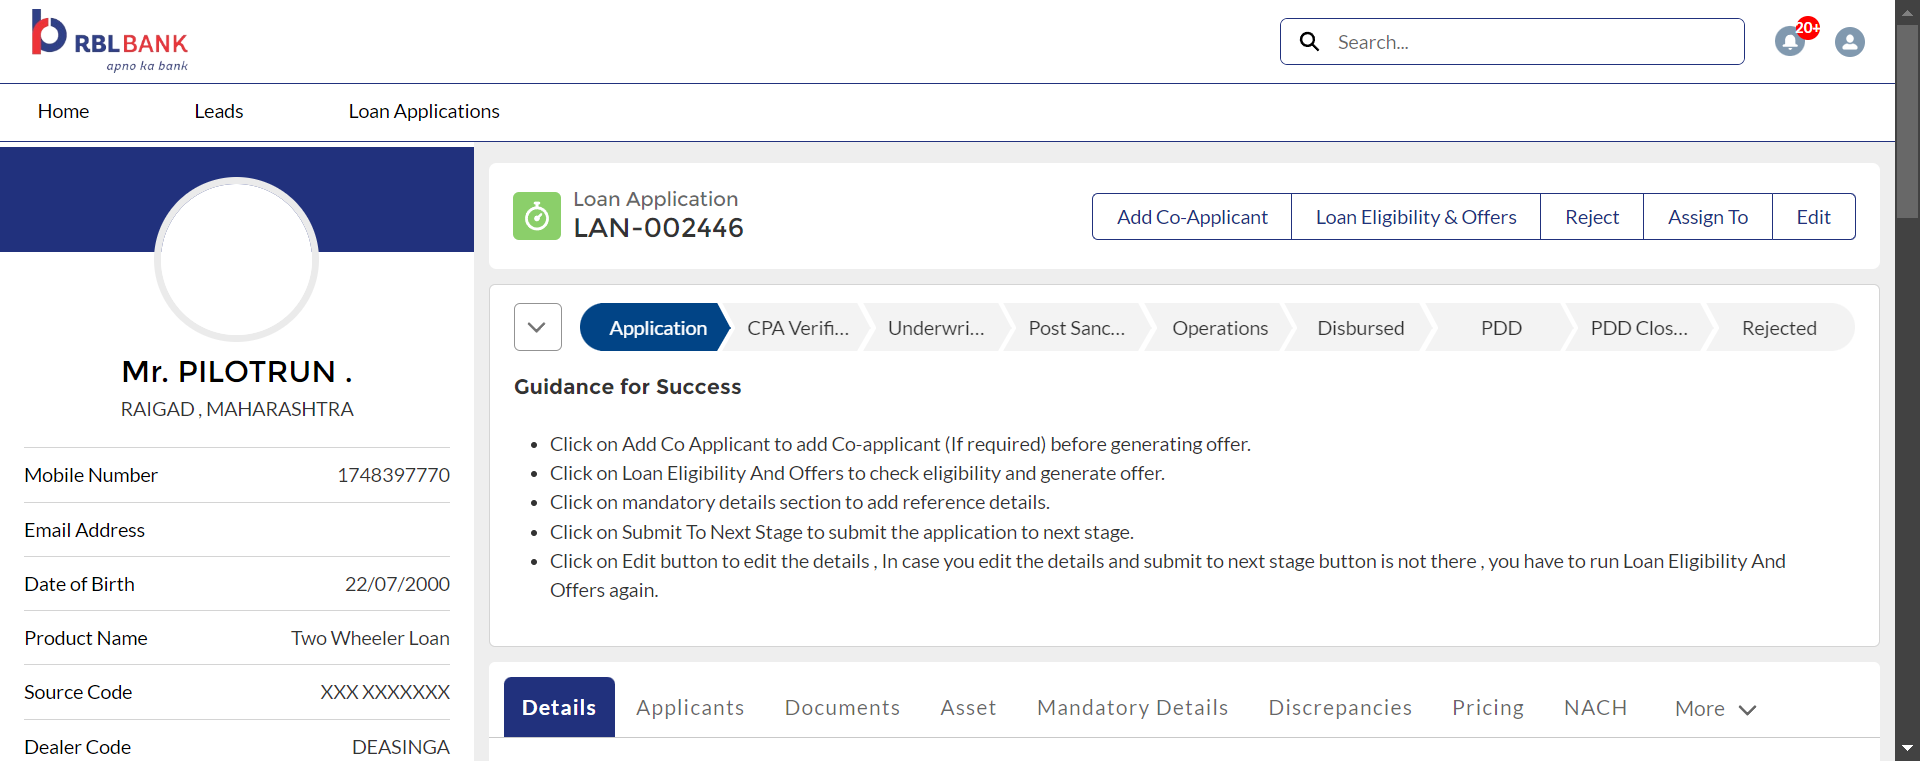 RBL BANK
apno ka bank
Search...
20+
Home Leads Loan Applications
Mr. PILOTRUN .
RAIGAD , MAHARASHTRA
Mobile Number 1748397770
Email Address
Date of Birth 22/07/2000
Product Name Two Wheeler Loan
Source Code XXX XXXXXXX
Dealer Code DEASINGA
Loan Application
LAN-002446
Add Co-Applicant Loan Eligibility & Offers Reject Assign To Edit
Application CPA Verifi... Underwri... Post Sanc... Operations Disbursed PDD PDD Clos... Rejected
Guidance for Success
• Click on Add Co Applicant to add Co-applicant (If required) before generating offer.
• Click on Loan Eligibility And Offers to check eligibility and generate offer.
• Click on mandatory details section to add reference details.
• Click on Submit To Next Stage to submit the application to next stage.
• Click on Edit button to edit the details , In case you edit the details and submit to next stage button is not there , you have to run Loan Eligibility And
Offers again.
Details Applicants Documents Asset Mandatory Details Discrepancies Pricing NACH More